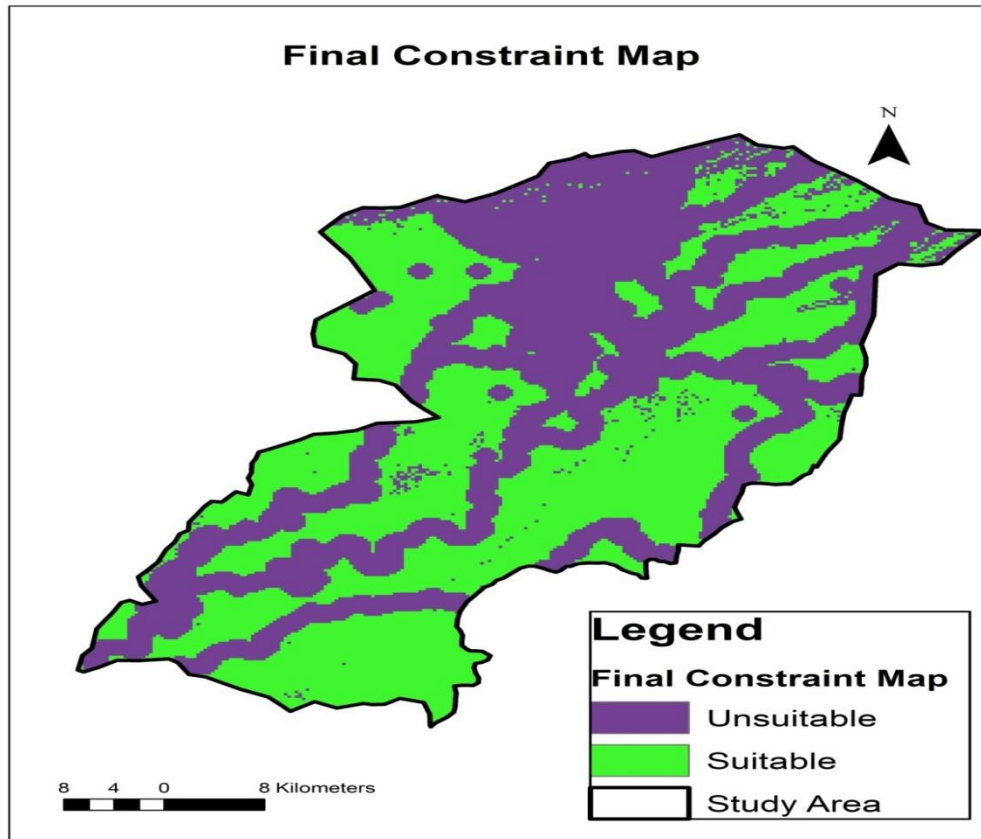 Final Constraint Map
N
Legend
Final Constraint Map
Unsuitable
Suitable
Study Area
8 4 0 8 Kilometers